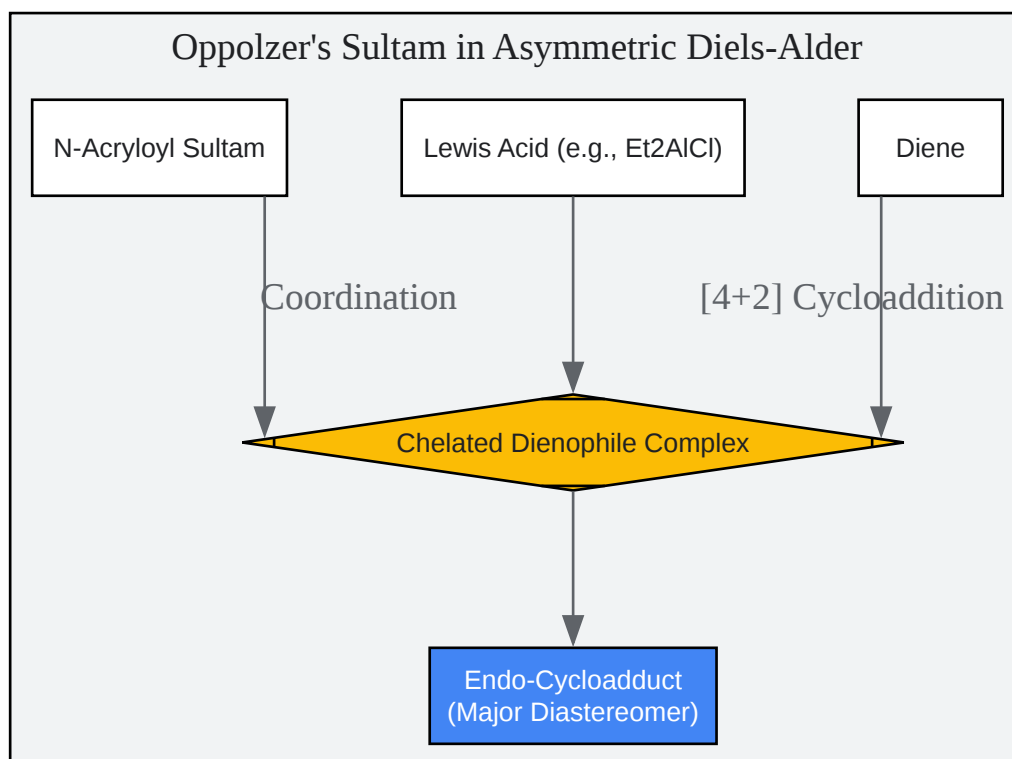 Oppolzer's Sultam in Asymmetric Diels-Alder
N-Acryloyl Sultam
Lewis Acid (e.g., Et2AlCl)
Diene
Coordination
[4+2] Cycloaddition
Chelated Dienophile Complex
Endo-Cycloadduct
(Major Diastereomer)